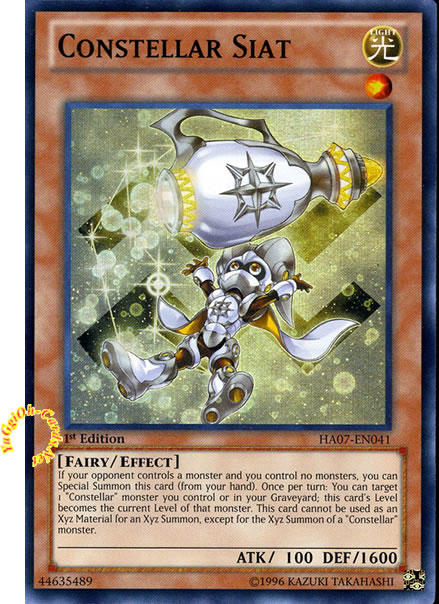 CONSTELLAR SIAT
LIGHT
光
YuGgiOh-Cards.Net
1st Edition
HA07-EN041
[FAIRY/EFFECT]
If your opponent controls a monster and you control no monsters, you can
Special Summon this card (from your hand). Once per turn: You can target
1 "Constellar" monster you control or in your Graveyard; this card's Level
becomes the current Level of that monster. This card cannot be used as an
Xyz Material for an Xyz Summon, except for the Xyz Summon of a "Constellar"
monster.
ATK/ 100 DEF/1600
44635489
©1996 KAZUKI TAKAHASHI